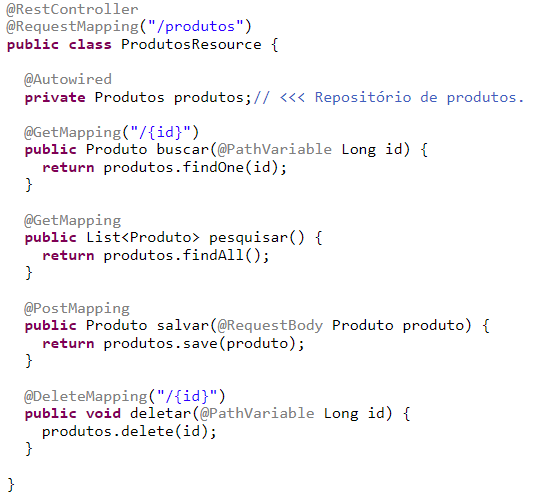 @RestController
@RequestMapping("/produtos")
public class ProdutosResource {
@Autowired
private Produtos produtos;// <<< Repositório de produtos.
@GetMapping("/{id}")
public Produto buscar(@PathVariable Long id) {
return produtos.findOne(id);
}
@GetMapping
public List<Produto> pesquisar() {
return produtos.findAll();
}
@PostMapping
public Produto salvar(@RequestBody Produto produto) {
return produtos.save(produto);
}
@DeleteMapping("/{id}")
public void deletar(@PathVariable Long id) {
produtos.delete(id);
}
}